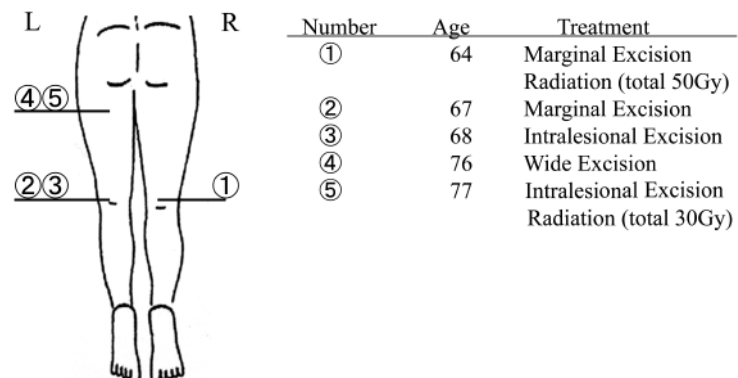 L R
④⑤
②③ ①
Number Age Treatment
① 64 Marginal Excision
Radiation (total 50Gy)
② 67 Marginal Excision
③ 68 Intralesional Excision
④ 76 Wide Excision
⑤ 77 Intralesional Excision
Radiation (total 30Gy)